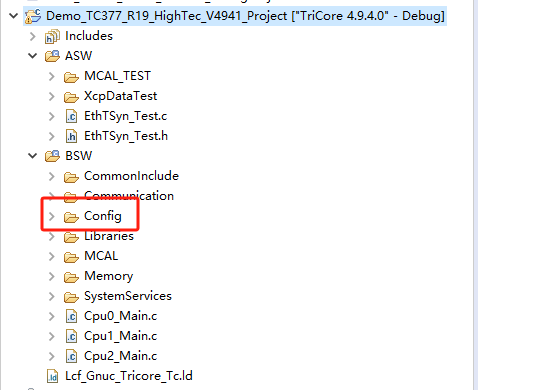 Demo_TC377_R19_HighTec_V4941_Project ["TriCore 4.9.4.0" - Debug]
Includes
ASW
MCAL_TEST
XcpDataTest
EthTSyn_Test.c
EthTSyn_Test.h
BSW
CommonInclude
Communication
Config
Libraries
MCAL
Memory
SystemServices
Cpu0_Main.c
Cpu1_Main.c
Cpu2_Main.c
Lcf_Gnuc_Tricore_Tc.ld